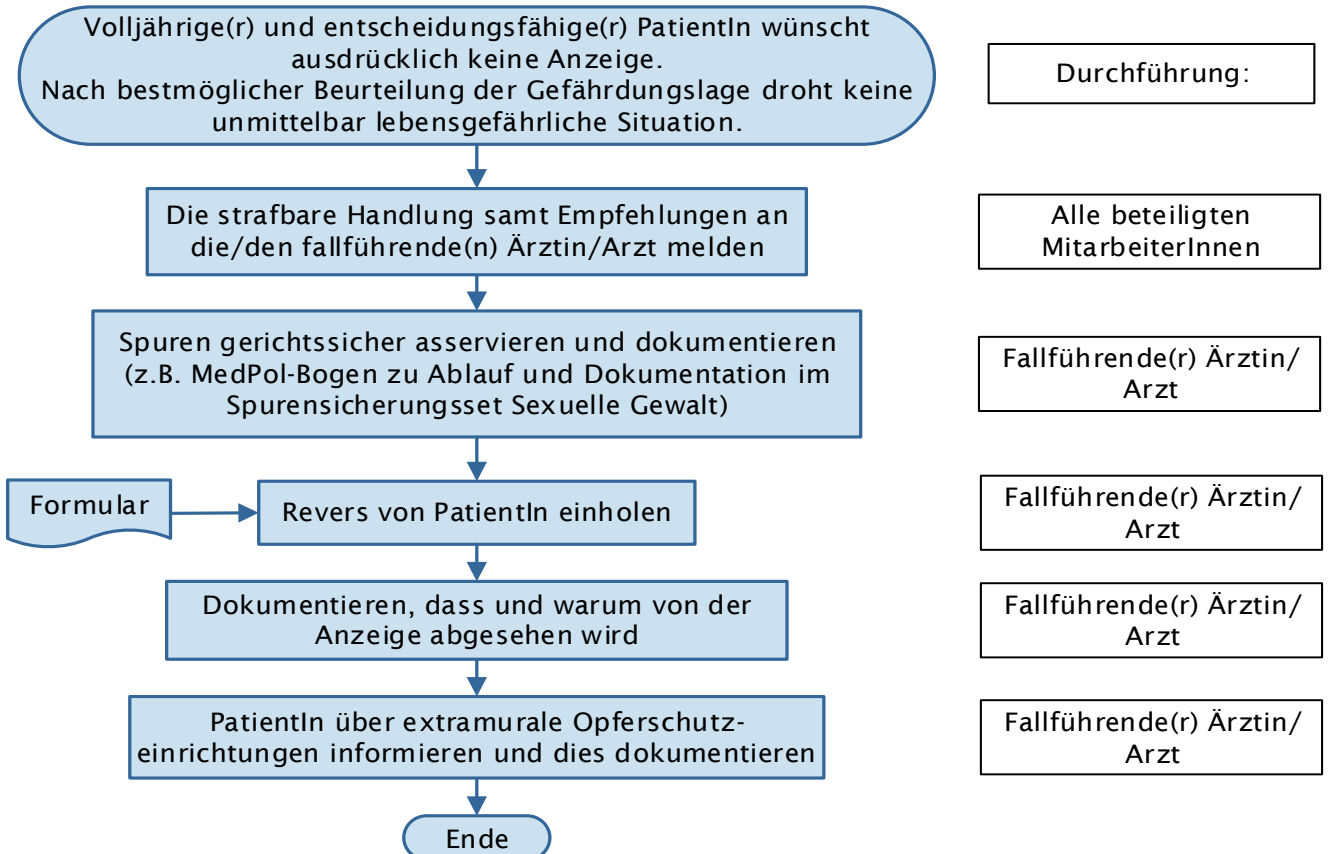 Volljährige(r) und entscheidungsfähige(r) PatientIn wünscht
ausdrücklich keine Anzeige.
Nach bestmöglicher Beurteilung der Gefährdungslage droht keine
unmittelbar lebensgefährliche Situation.
Durchführung:
Die strafbare Handlung samt Empfehlungen an
die/den fallführende(n) Ärztin/Arzt melden
Alle beteiligten
MitarbeiterInnen
Spuren gerichtssicher asservieren und dokumentieren
(z.B. MedPol-Bogen zu Ablauf und Dokumentation im
Spurensicherungsset Sexuelle Gewalt)
Fallführende(r) Ärztin/
Arzt
Formular
Revers von PatientIn einholen
Fallführende(r) Ärztin/
Arzt
Dokumentieren, dass und warum von der
Anzeige abgesehen wird
Fallführende(r) Ärztin/
Arzt
PatientIn über extramurale Opferschutz-
einrichtungen informieren und dies dokumentieren
Fallführende(r) Ärztin/
Arzt
Ende